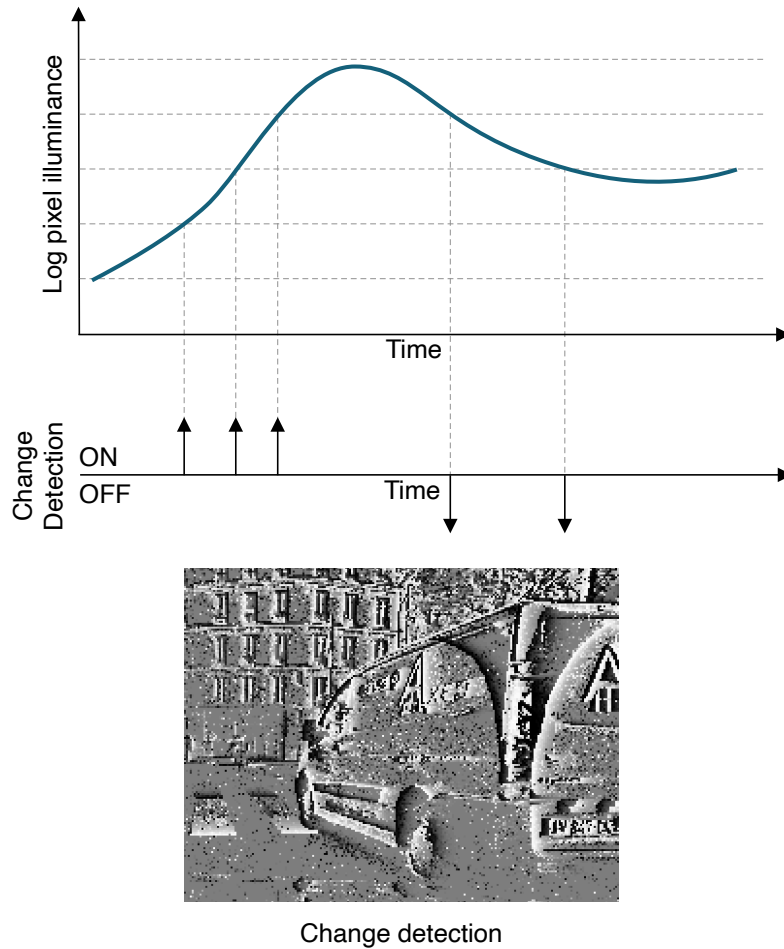 Log pixel illuminance
Time
Change
Detection
ON
OFF
Time
Change detection